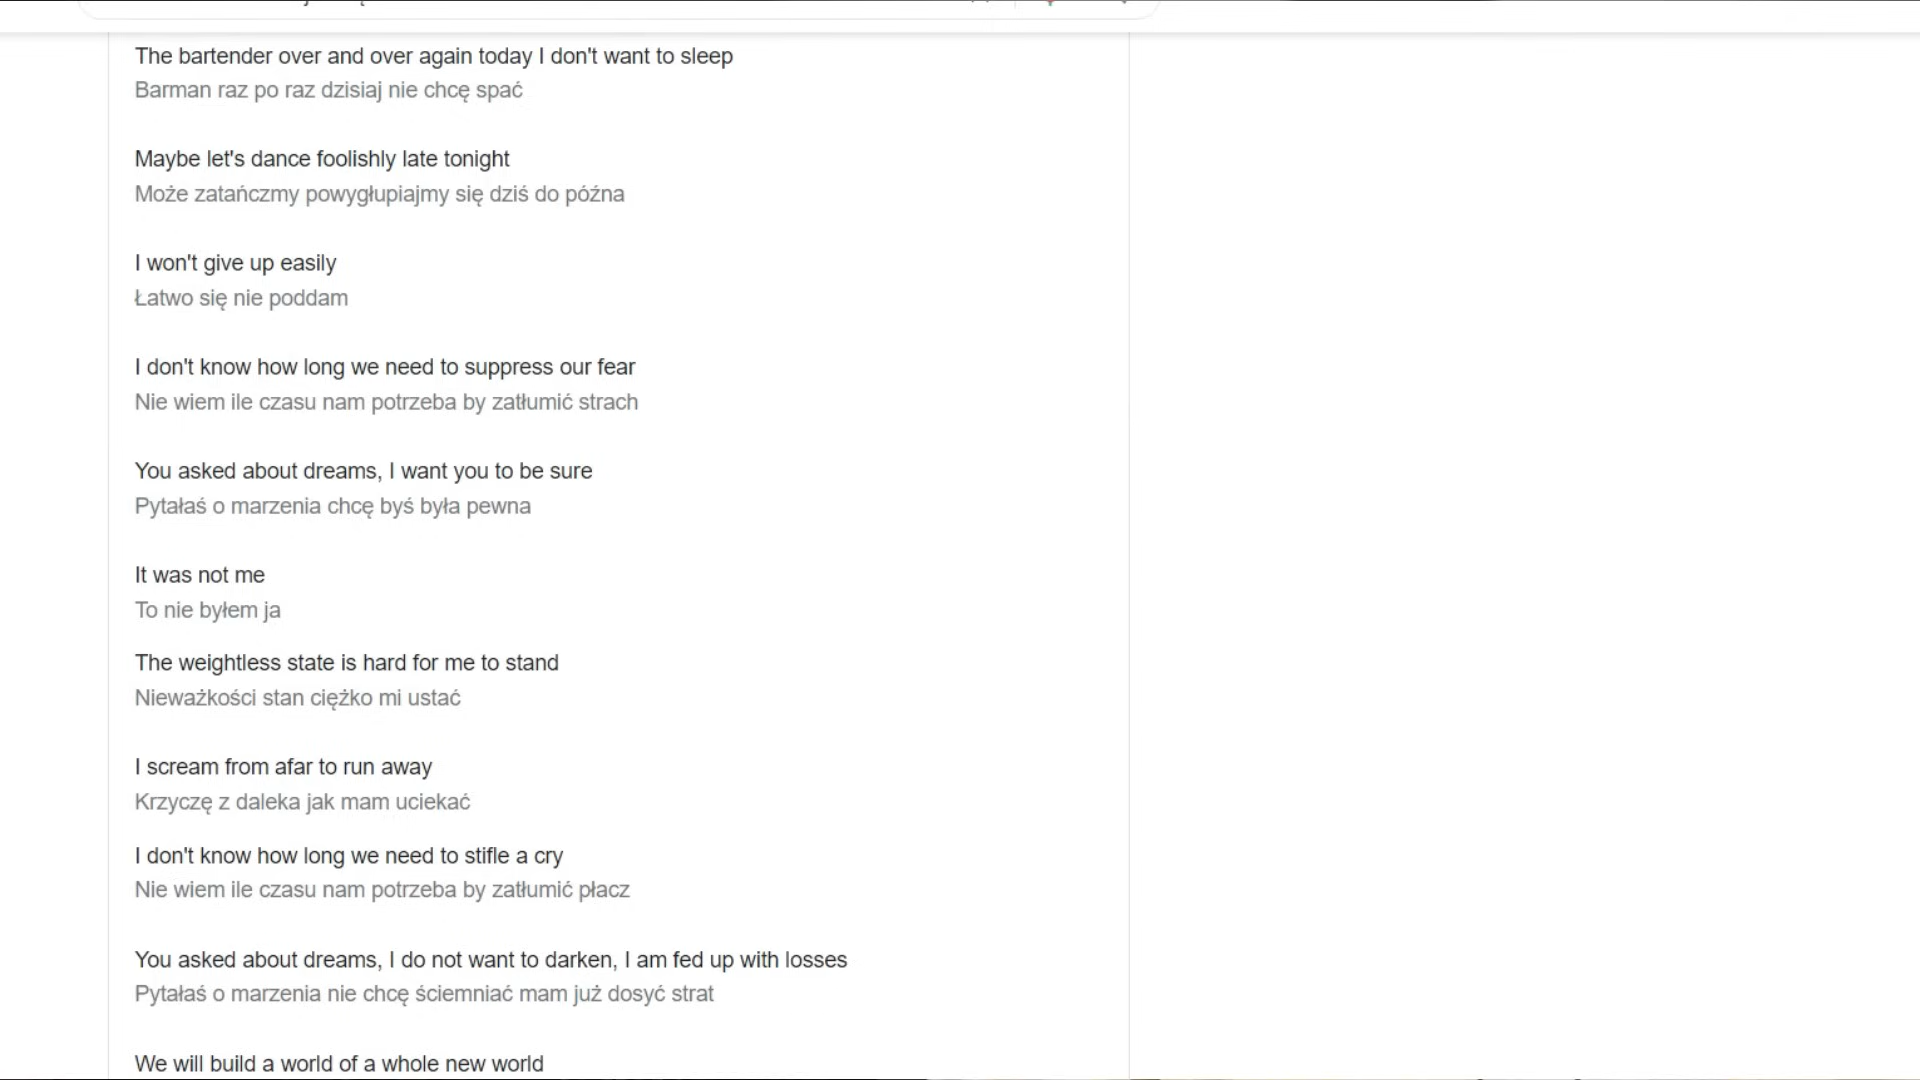 The bartender over and over again today I don't want to sleep
Barman raz po raz dzisiaj nie chcę spać
Maybe let's dance foolishly late tonight
Może zatańczmy powygłupiajmy się dziś do późna
I won't give up easily
Łatwo się nie poddam
I don't know how long we need to suppress our fear
Nie wiem ile czasu nam potrzeba by zatłumić strach
You asked about dreams, I want you to be sure
Pytałaś o marzenia chcę byś była pewna
It was not me
To nie byłem ja
The weightless state is hard for me to stand
Nieważkości stan ciężko mi ustać
I scream from afar to run away
Krzyczę z daleka jak mam uciekać
I don't know how long we need to stifle a cry
Nie wiem ile czasu nam potrzeba by zatłumić płacz
You asked about dreams, I do not want to darken, I am fed up with losses
Pytałaś o marzenia nie chcę ściemniać mam już dosyć strat
We will build a world of a whole new world